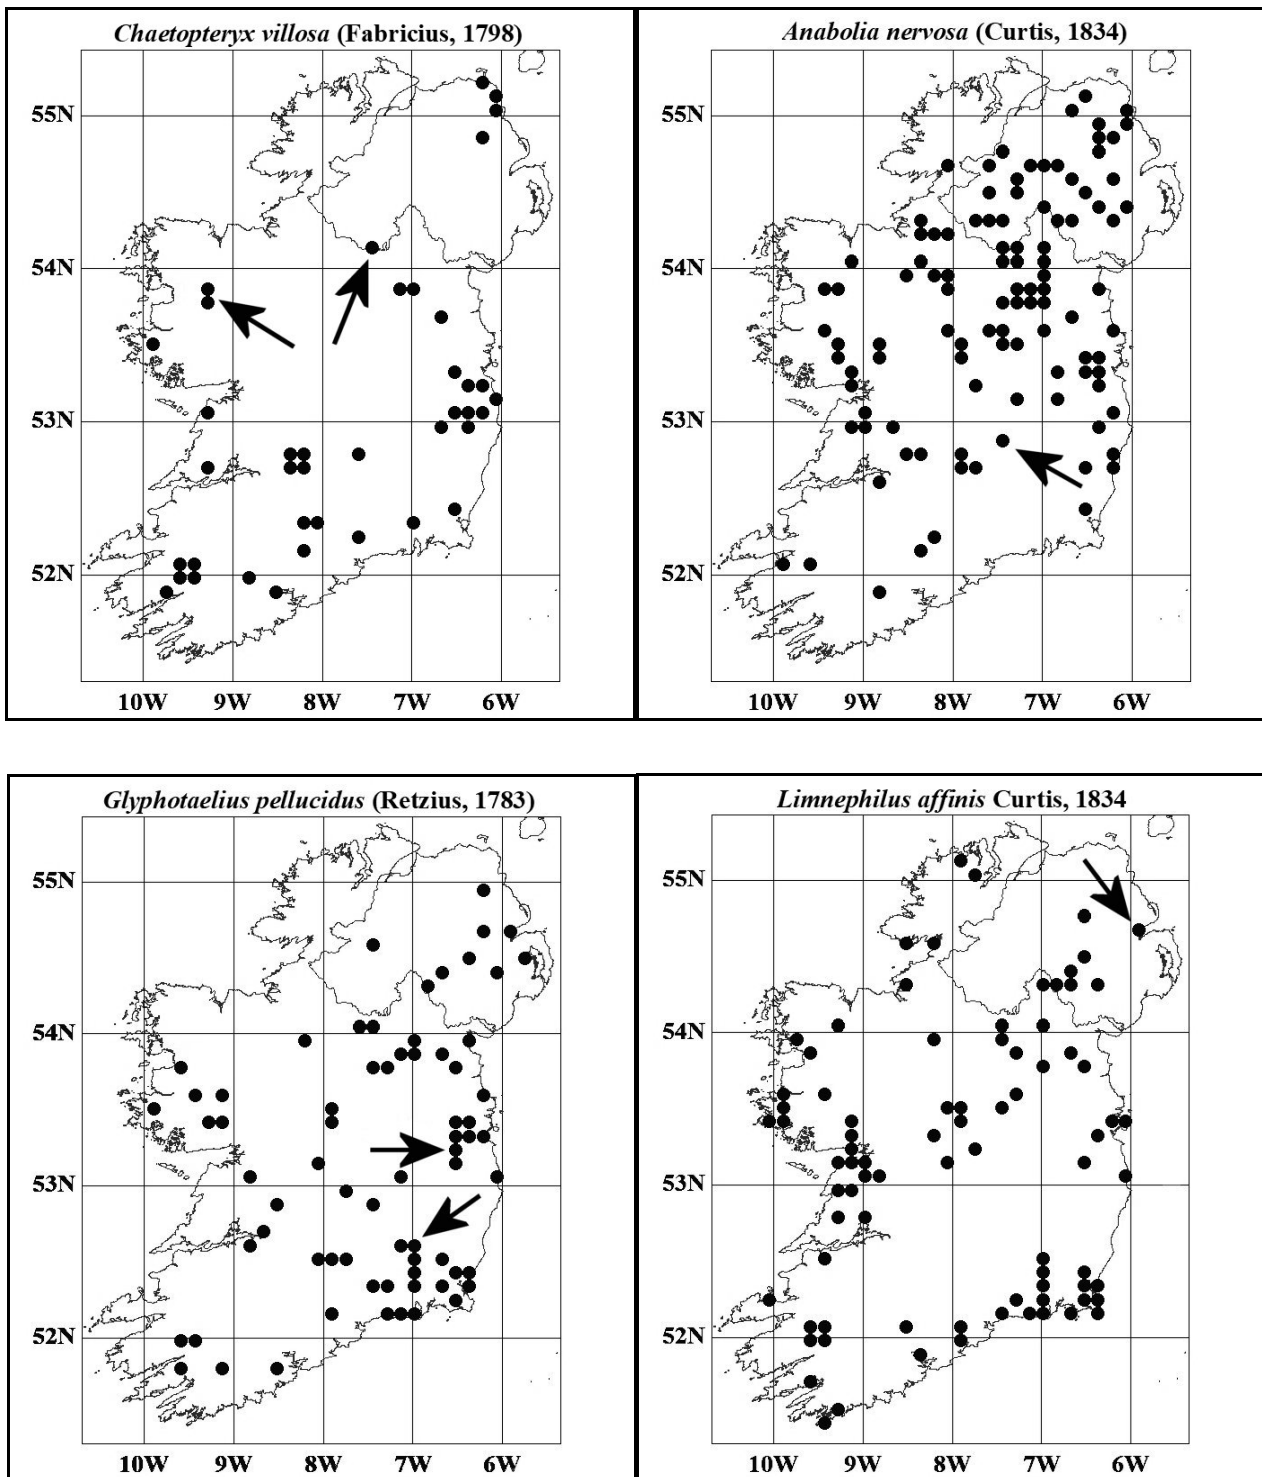 Chaetopteryx villosa (Fabricius, 1798)
55N
54N
53N
52N
10W 9W 8W 7W 6W
Anabolia nervosa (Curtis, 1834)
55N
54N
53N
52N
10W 9W 8W 7W 6W
Glyphotaelius pellucidus (Retzius, 1783)
55N
54N
53N
52N
10W 9W 8W 7W 6W
Limnephilus affinis Curtis, 1834
55N
54N
53N
52N
10W 9W 8W 7W 6W